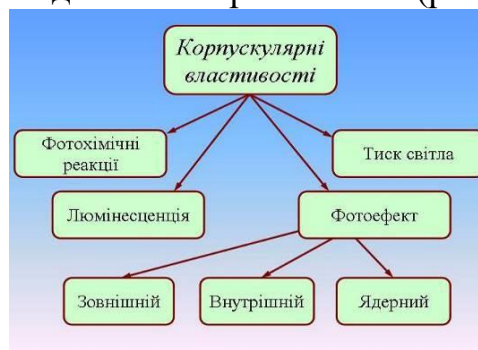 Корпускулярні
властивості
Фотохімічні
реакції
Тиск світла
Люмінесценція
Фотоефект
Зовнішній
Внутрішній
Ядерний